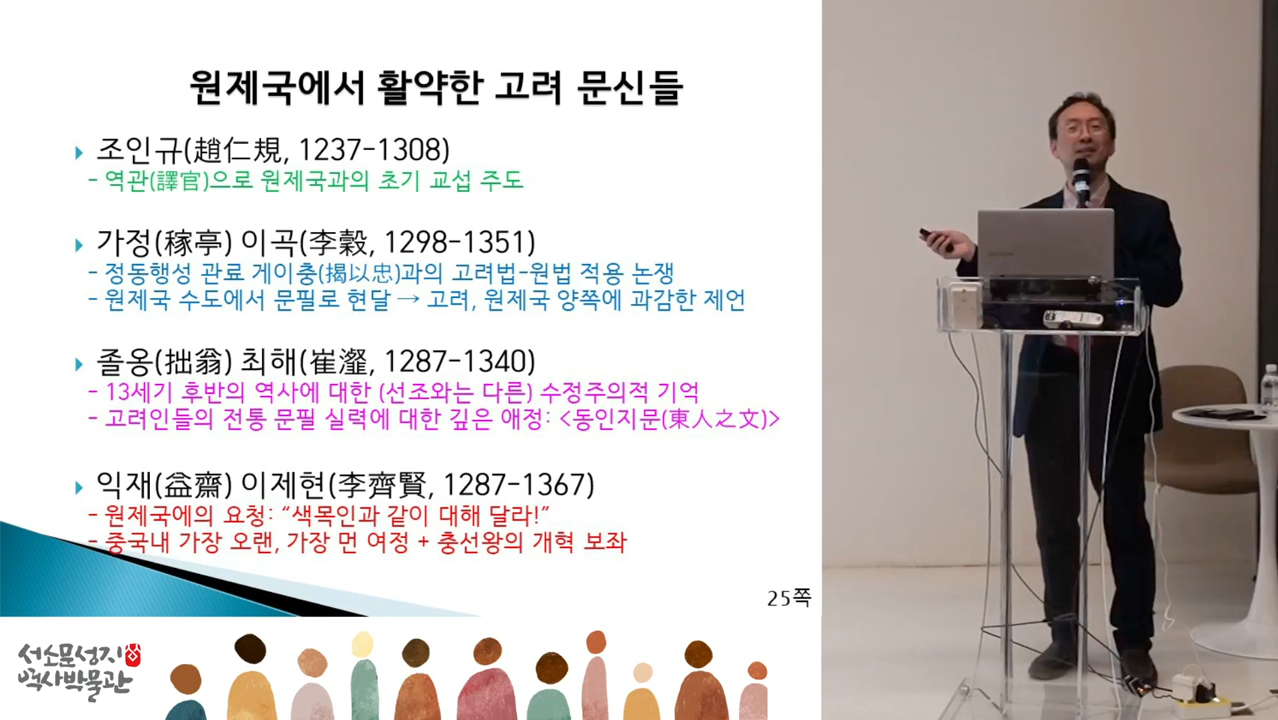 원제국에서 활약한 고려 문신들
조인규(趙仁規, 1237-1308)
- 역관(譯官)으로 원제국과의 초기 교섭 주도
가정(稼亭) 이곡(李穀, 1298-1351)
- 정동행성 관료 게이충(揭以忠)과의 고려법-원법 적용 논쟁
- 원제국 수도에서 문필로 현달 → 고려, 원제국 양쪽에 과감한 제언
졸옹(拙翁) 최해(崔瀣, 1287-1340)
- 13세기 후반의 역사에 대한 (선조와는 다른) 수정주의적 기억
- 고려인들의 전통 문필 실력에 대한 깊은 애정: <동인지문(東人之文)>
익재(益齋) 이제현(李齊賢, 1287-1367)
- 원제국에의 요청: “색목인과 같이 대해 달라!”
- 중국내 가장 오랜, 가장 먼 여정 + 충선왕의 개혁 보좌
25쪽
서소문성지
역사박물관